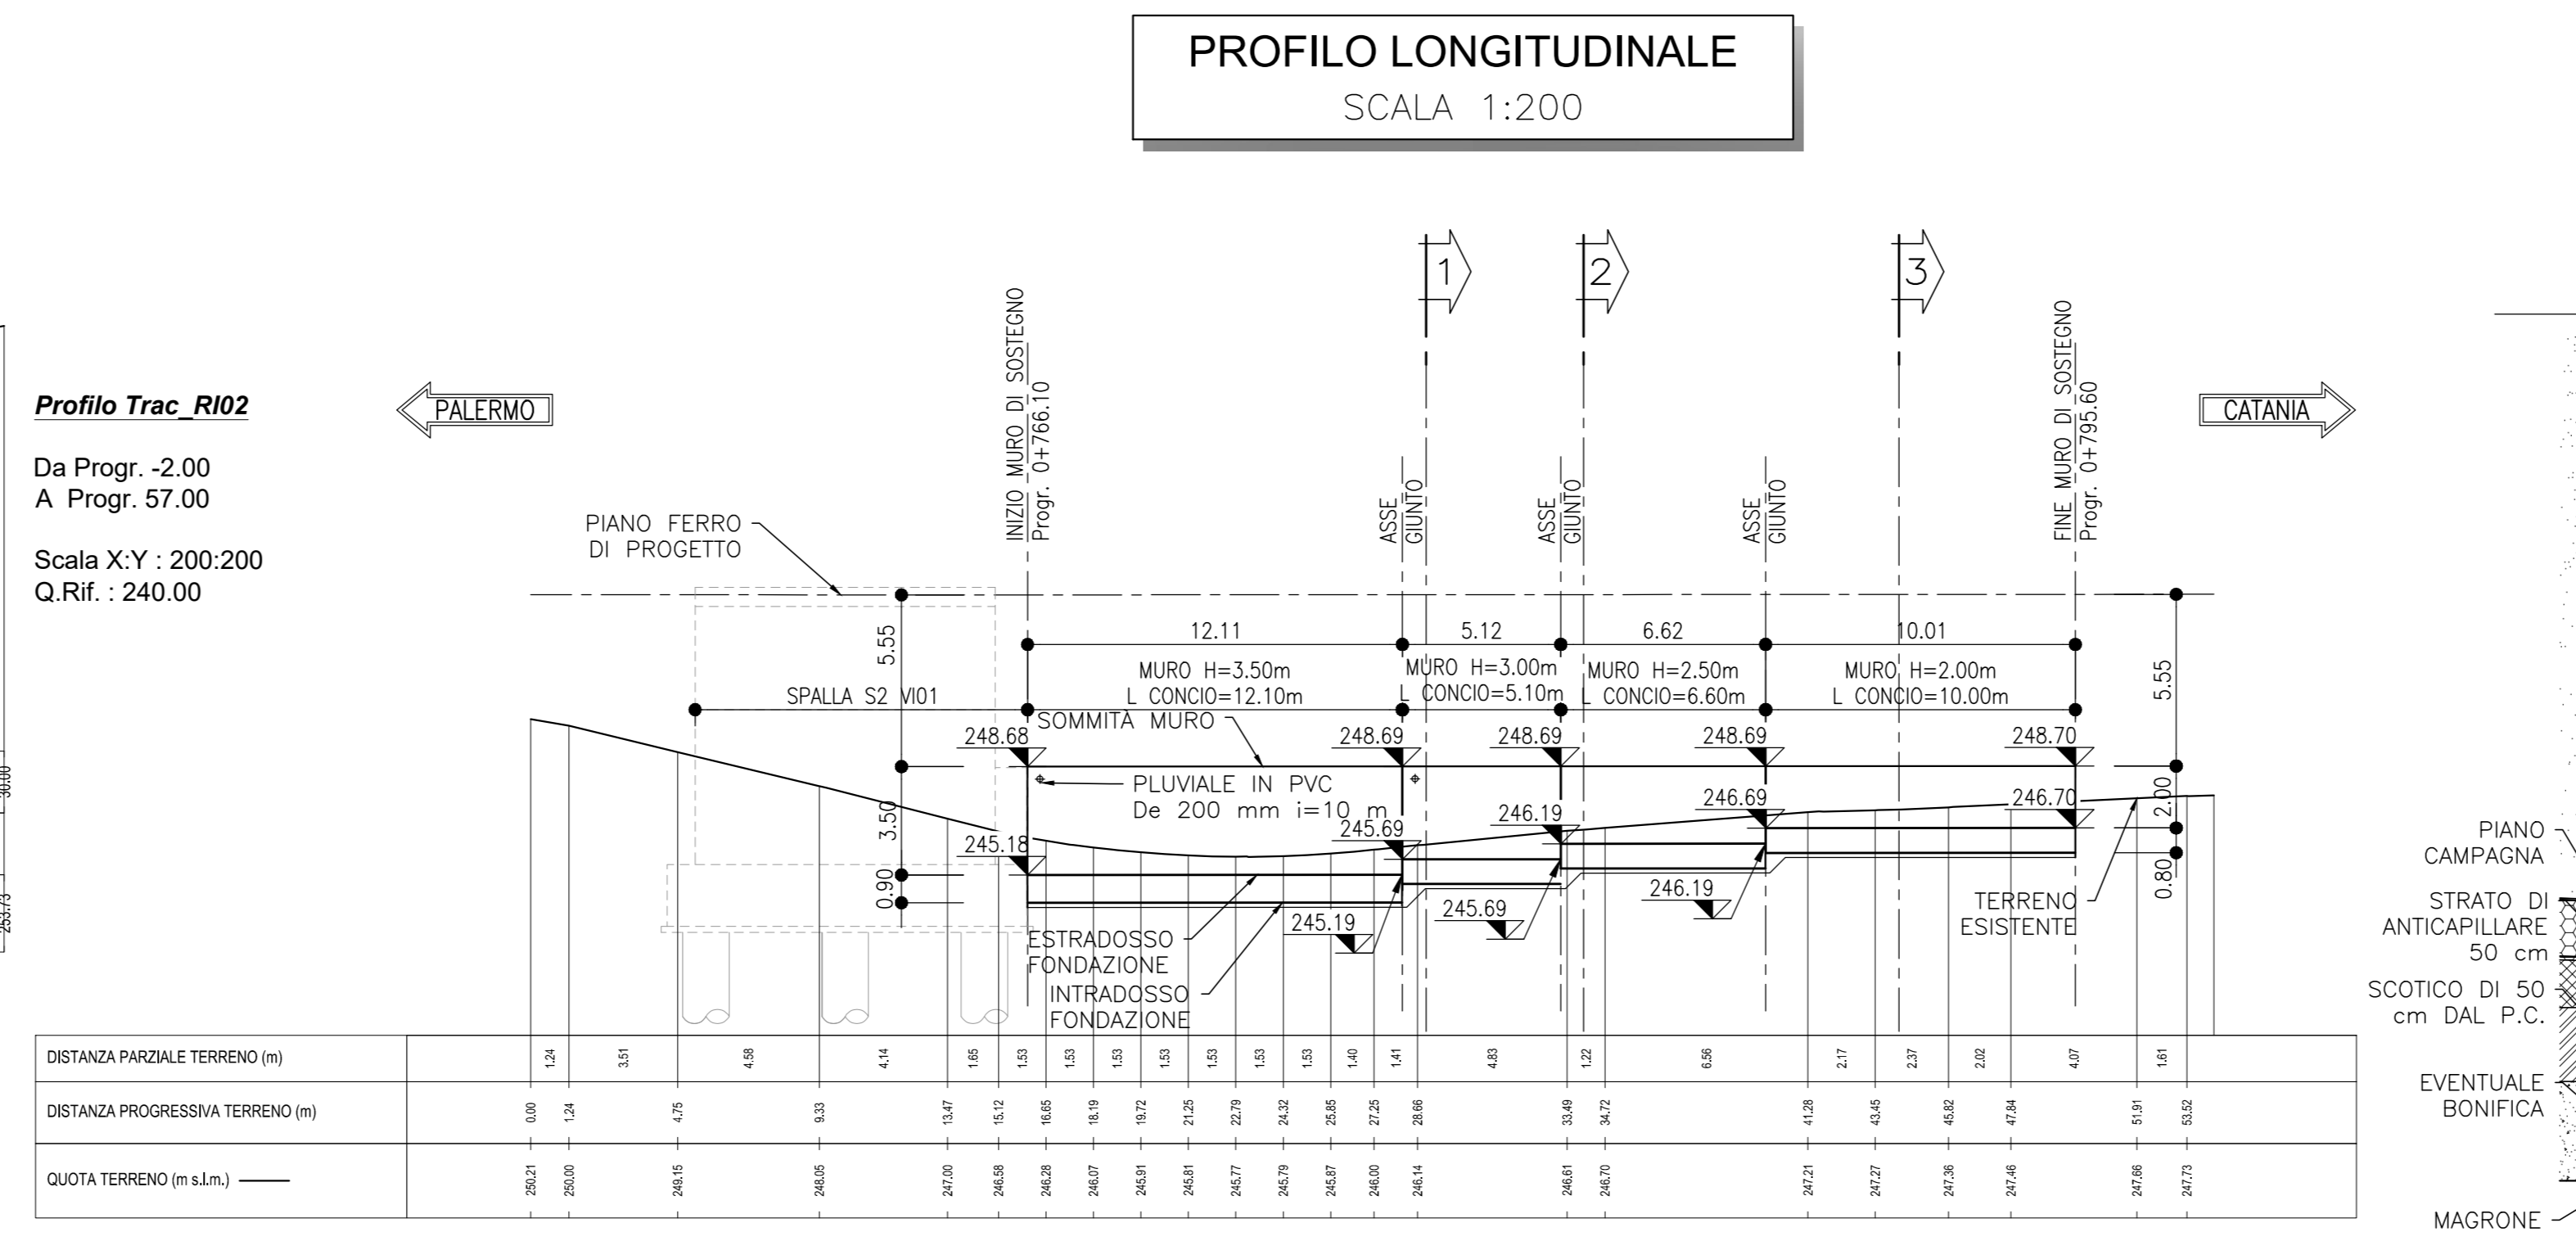 PROFILO LONGITUDINALE
SCALA 1:200
Profilo Trac_RI02
Da Progr. -2.00
A Progr. 57.00
Scala X:Y : 200:200
Q.Rif. : 240.00
PALERMO
CATANIA
1
2
3
INIZIO MURO DI SOSTEGNO
Progr. 0+766.10
ASSE
GIUNTO
ASSE
GIUNTO
ASSE
GIUNTO
FINE MURO DI SOSTEGNO
Progr. 0+795.60
PIANO FERRO
DI PROGETTO
5.55
3.50
0.90
12.11
5.12
6.62
10.01
MURO H=3.50m
L CONCIO=12.10m
MURO H=3.00m
L CONCIO=5.10m
MURO H=2.50m
L CONCIO=6.60m
MURO H=2.00m
L CONCIO=10.00m
5.55
2.00
0.80
SPALLA S2 VI01
SOMMITÀ MURO
248.68
248.69
248.69
248.69
248.70
PLUVIALE IN PVC
De 200 mm i=10 m
245.18
245.69
246.19
246.69
246.70
245.19
245.69
246.19
ESTRADOSSO
FONDAZIONE
INTRADOSSO
FONDAZIONE
TERRENO
ESISTENTE
PIANO
CAMPAGNA
STRATO DI
ANTICAPILLARE
50 cm
SCOTICO DI 50
cm DAL P.C.
EVENTUALE
BONIFICA
MAGRONE
30.00
253.73
DISTANZA PARZIALE TERRENO (m)
1.24 3.51 4.58 4.14 1.65 1.53 1.53 1.53 1.53 1.53 1.53 1.53 1.40 1.41 4.83 1.22 6.56 2.17 2.37 2.02 4.07 1.61
DISTANZA PROGRESSIVA TERRENO (m)
0.00 1.24 4.75 9.33 13.47 15.12 16.65 18.19 19.72 21.25 22.79 24.32 25.85 27.25 28.66 33.49 34.72 41.28 43.45 45.82 47.84 51.91 53.52
QUOTA TERRENO (m s.l.m.)
250.21 250.00 249.15 248.05 247.00 246.58 246.28 246.07 245.91 245.81 245.77 245.79 245.87 246.00 246.14 246.61 246.70 247.21 247.27 247.36 247.46 247.66 247.73